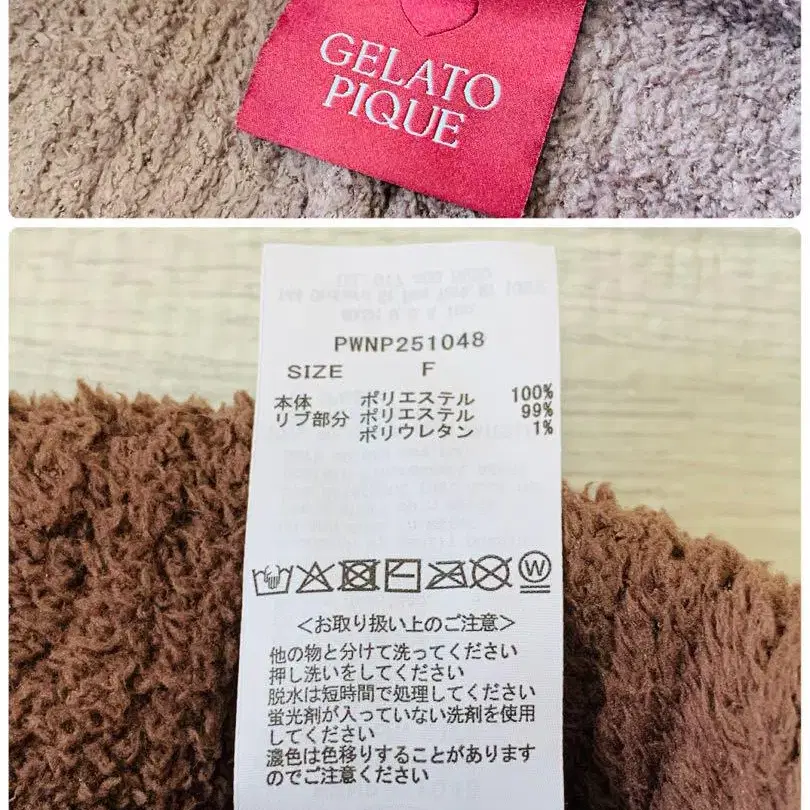 GELATO
PIQUE
PWNP251048
SIZE F
本体 ポリエステル 100%
リブ部分 ポリエステル 99%
ポリウレタン 1%
W
＜お取り扱い上のご注意＞
他の物と分けて洗ってください
押し洗いをしてください
脱水は短時間で処理してください
蛍光剤が入っていない洗剤を使用
してください
濃色は色移りすることがあります
のでご注意ください